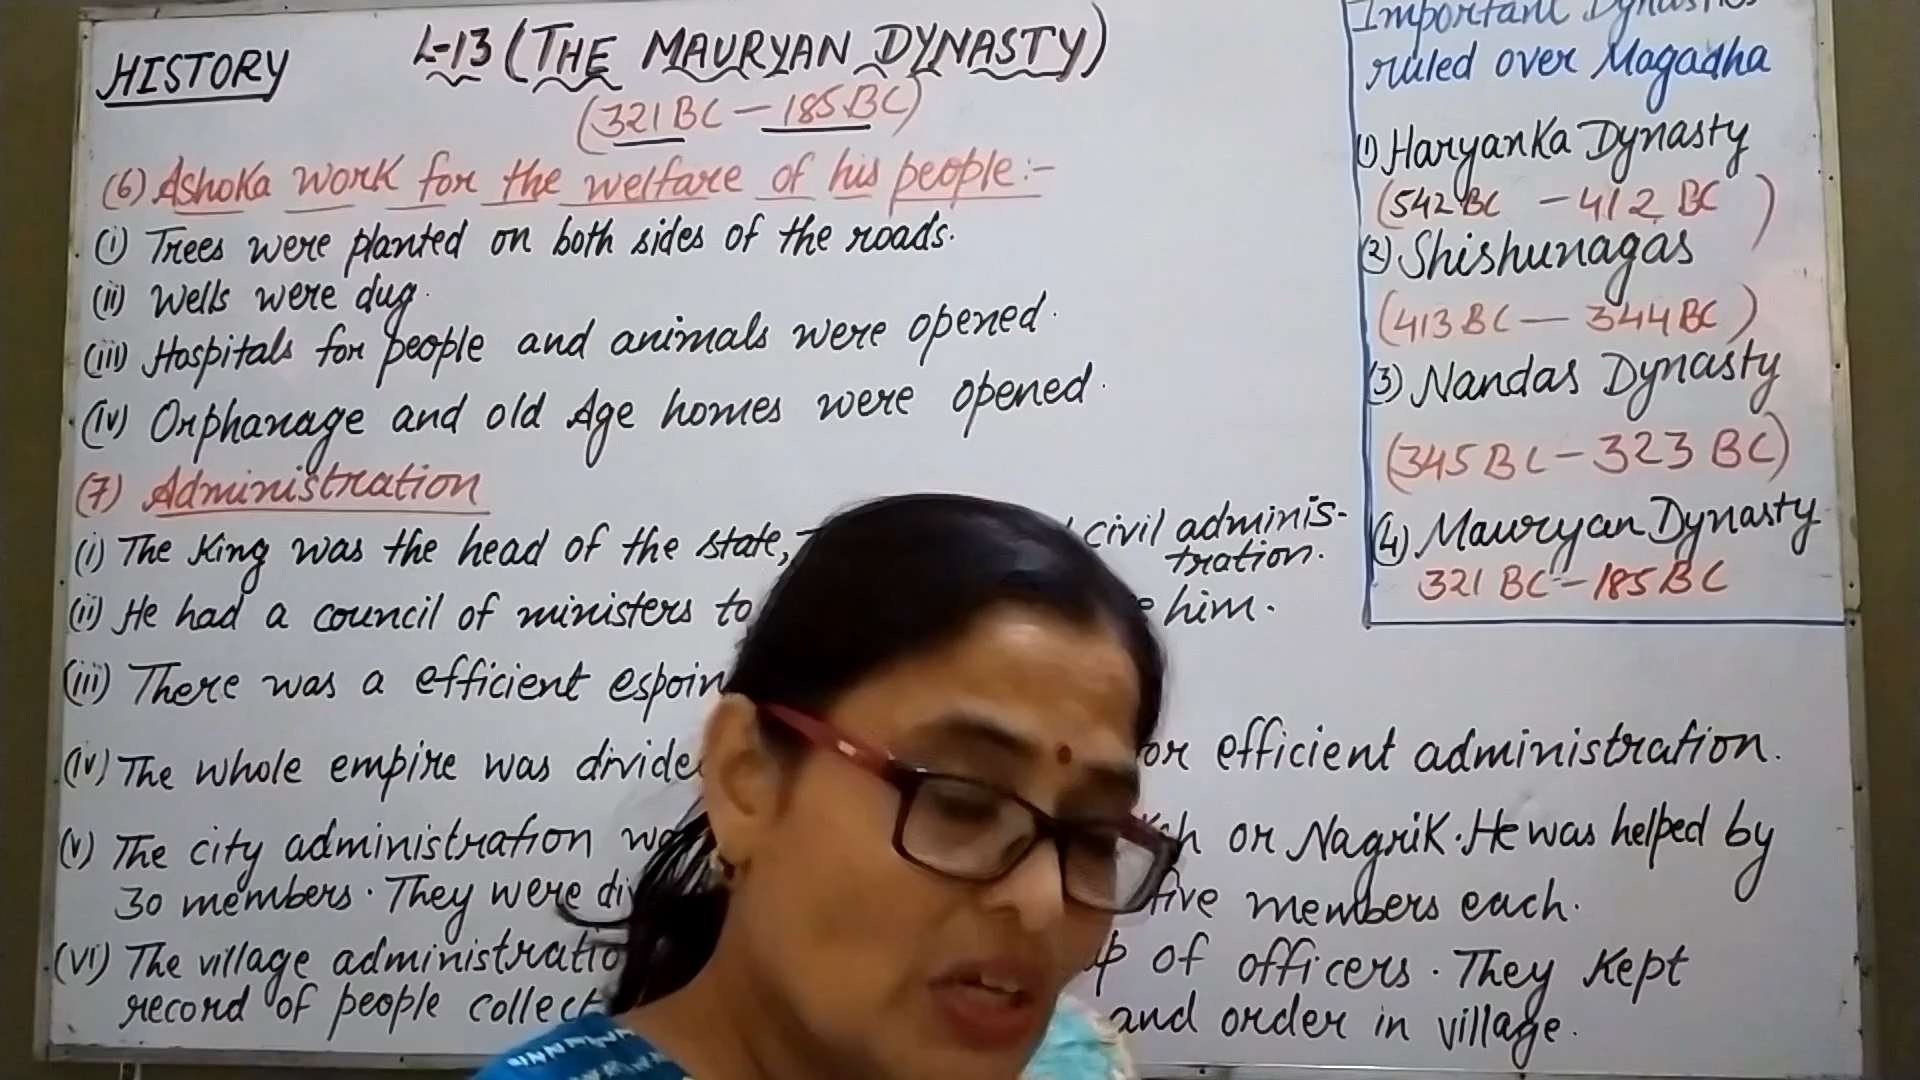 HISTORY
L-13 (THE MAURYAN DYNASTY)
(321 BC - 185 BC)
(6) Ashoka work for the welfare of his people:-
(i) Trees were planted on both sides of the roads.
(ii) Wells were dug.
(iii) Hospitals for people and animals were opened.
(iv) Orphanage and old Age homes were opened.
(7) Administration
(i) The King was the head of the state, civil adminis-
tration.
(ii) He had a council of ministers to him.
(iii) There was a efficient
(iv) The whole empire was efficient administration.
(v) The city administration or Nagrik. He was helped by
30 members. They were five members each.
(vi) The village of officers. They kept
record of people and order in village.
Important Dynasties
ruled over Magadha
(1) Haryanka Dynasty
(542 BC - 412 BC)
(2) Shishunagas
(413 BC - 344 BC)
(3) Nandas Dynasty
(345 BC - 323 BC)
(4) Mauryan Dynasty
321 BC - 185 BC